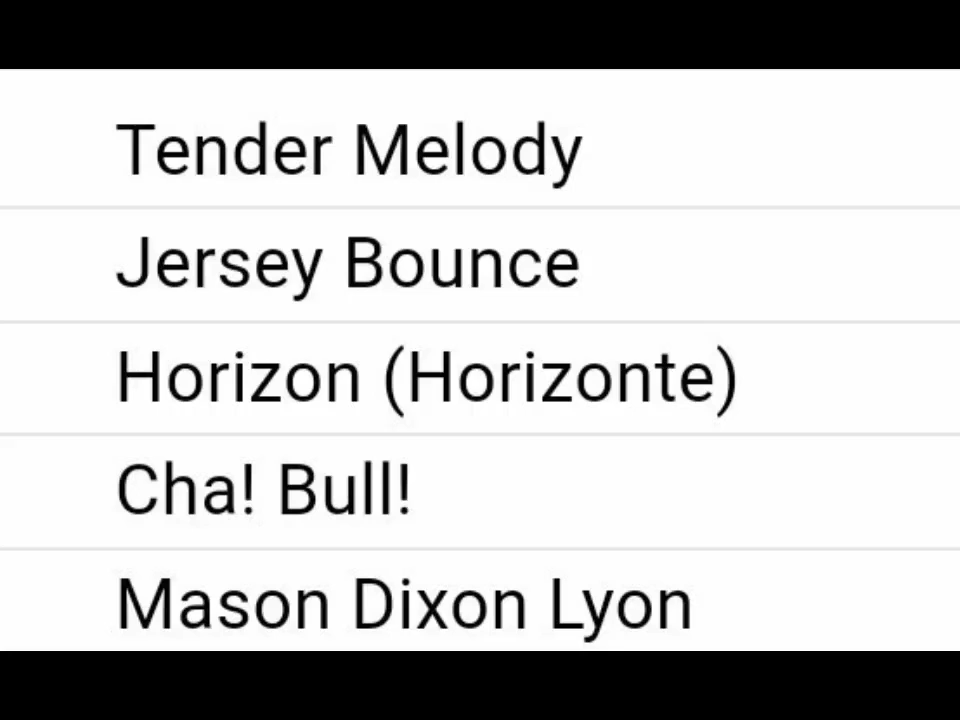 Tender Melody
Jersey Bounce
Horizon (Horizonte)
Cha! Bull!
Mason Dixon Lyon